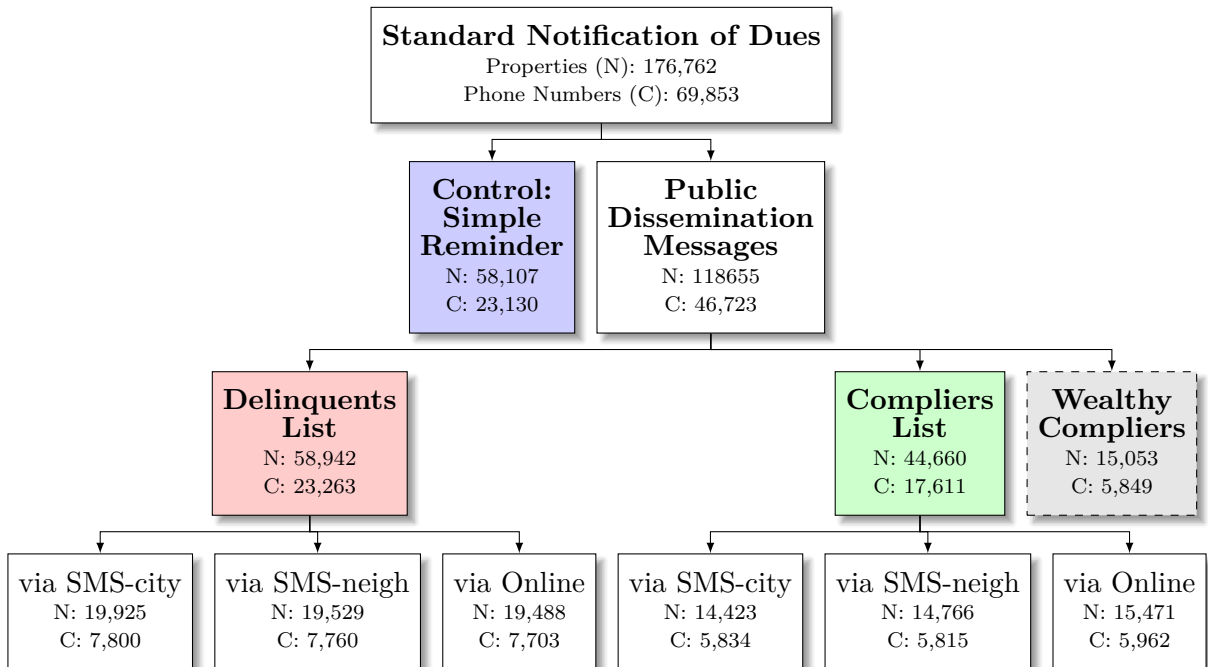 Standard Notification of Dues
Properties (N): 176,762
Phone Numbers (C): 69,853
Control:
Simple
Reminder
N: 58,107
C: 23,130
Public
Dissemination
Messages
N: 118655
C: 46,723
Delinquents
List
N: 58,942
C: 23,263
Compliers
List
N: 44,660
C: 17,611
Wealthy
Compliers
N: 15,053
C: 5,849
via SMS-city
N: 19,925
C: 7,800
via SMS-neigh
N: 19,529
C: 7,760
via Online
N: 19,488
C: 7,703
via SMS-city
N: 14,423
C: 5,834
via SMS-neigh
N: 14,766
C: 5,815
via Online
N: 15,471
C: 5,962